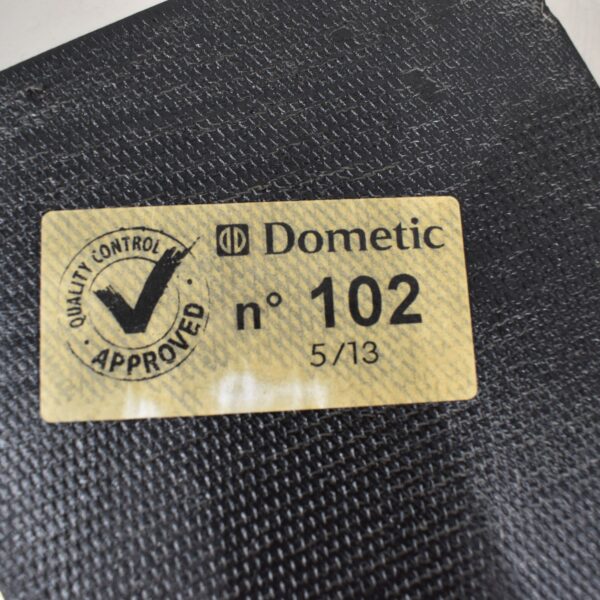 QUALITY CONTROL
APPROVED
Dometic
n° 102
5/13